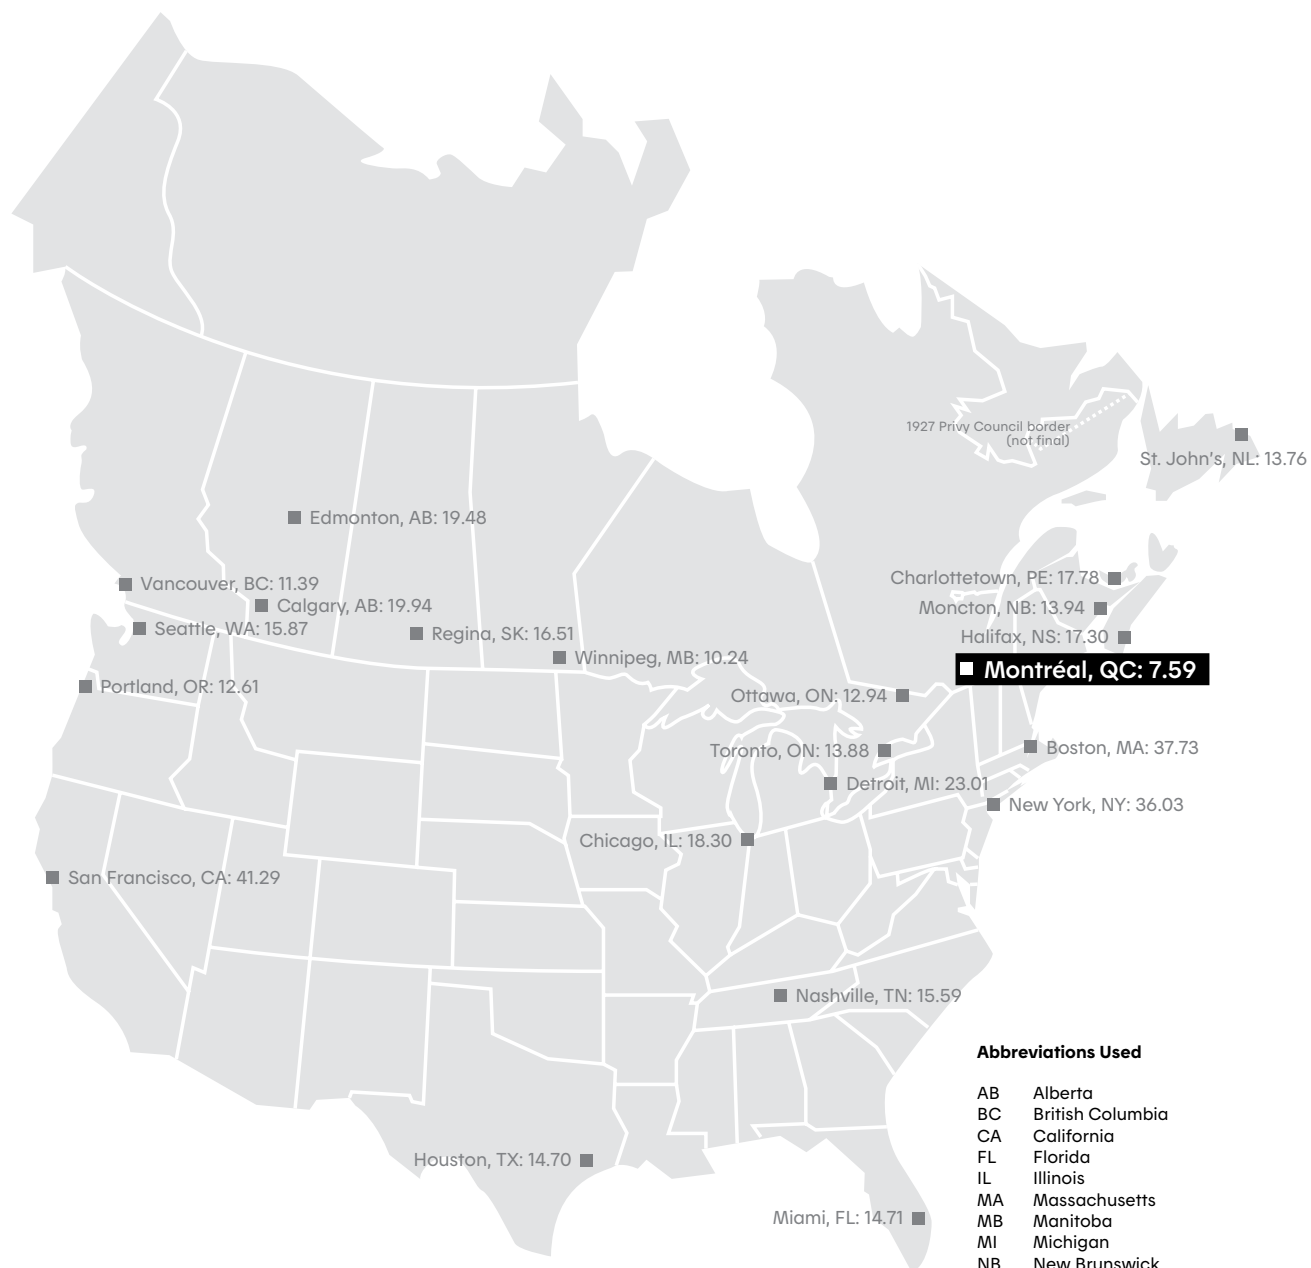 1927 Privy Council border
(not final)
St. John's, NL: 13.76
Edmonton, AB: 19.48
Vancouver, BC: 11.39
Charlottetown, PE: 17.78
Calgary, AB: 19.94
Moncton, NB: 13.94
Seattle, WA: 15.87
Regina, SK: 16.51
Halifax, NS: 17.30
Winnipeg, MB: 10.24
Montréal, QC: 7.59
Portland, OR: 12.61
Ottawa, ON: 12.94
Toronto, ON: 13.88
Boston, MA: 37.73
Detroit, MI: 23.01
New York, NY: 36.03
Chicago, IL: 18.30
San Francisco, CA: 41.29
Nashville, TN: 15.59
Houston, TX: 14.70
Miami, FL: 14.71
Abbreviations Used
AB Alberta
BC British Columbia
CA California
FL Florida
IL Illinois
MA Massachusetts
MB Manitoba
MI Michigan
NB New Brunswick